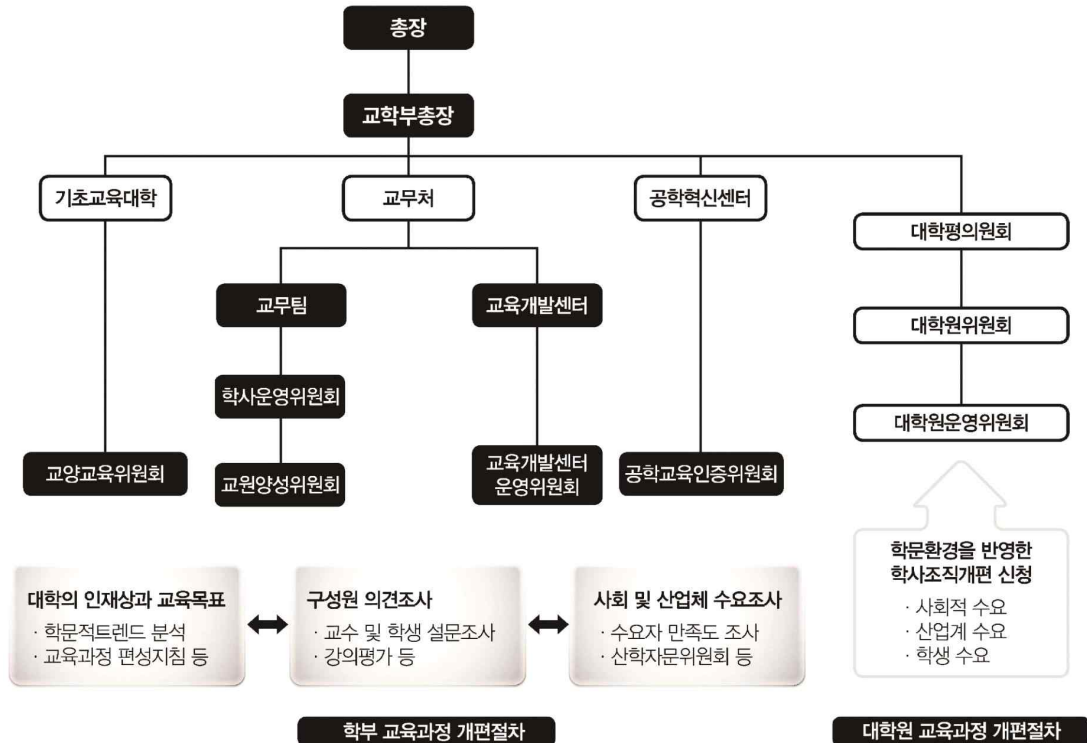 총장
교학부총장
기초교육대학
교무처
공학혁신센터
대학평의원회
교무팀
교육개발센터
대학원위원회
학사운영위원회
대학원운영위원회
교양교육위원회
교원양성위원회
교육개발센터
운영위원회
공학교육인증위원회
학문환경을 반영한
학사조직개편 신청
· 사회적 수요
· 산업계 수요
· 학생 수요
대학의 인재상과 교육목표
· 학문적트렌드 분석
· 교육과정 편성지침 등
구성원 의견조사
· 교수 및 학생 설문조사
· 강의평가 등
사회 및 산업체 수요조사
· 수요자 만족도 조사
· 산학자문위원회 등
학부 교육과정 개편절차
대학원 교육과정 개편절차